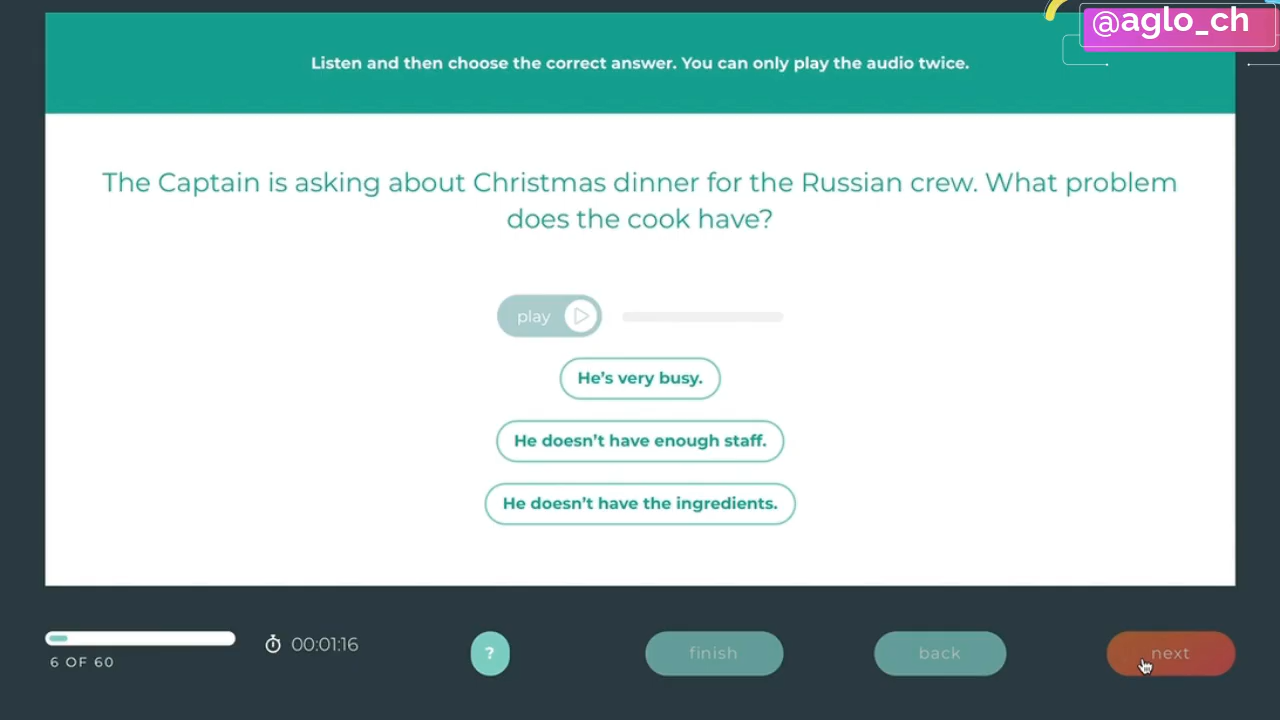 @aglo_ch
Listen and then choose the correct answer. You can only play the audio twice.
The Captain is asking about Christmas dinner for the Russian crew. What problem
does the cook have?
play
He’s very busy.
He doesn’t have enough staff.
He doesn’t have the ingredients.
6 OF 60
00:01:16
?
finish
back
next